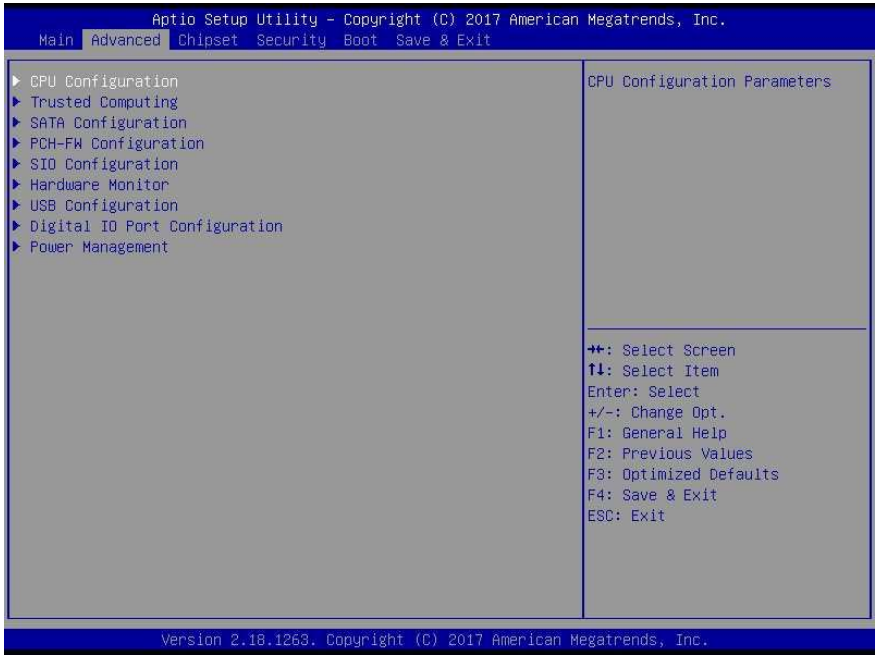 Aptio Setup Utility – Copyright (C) 2017 American Megatrends, Inc.
Main Advanced Chipset Security Boot Save & Exit
CPU Configuration
Trusted Computing
SATA Configuration
PCH-FW Configuration
SIO Configuration
Hardware Monitor
USB Configuration
Digital IO Port Configuration
Power Management
CPU Configuration Parameters
→←: Select Screen
↑↓: Select Item
Enter: Select
+/-: Change Opt.
F1: General Help
F2: Previous Values
F3: Optimized Defaults
F4: Save & Exit
ESC: Exit
Version 2.18.1263. Copyright (C) 2017 American Megatrends, Inc.